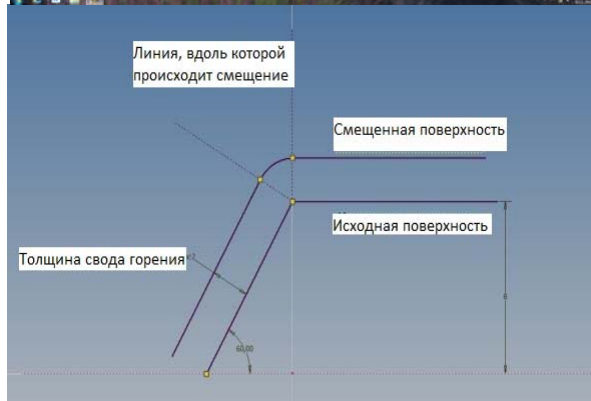 Линия, вдоль которой
происходит смещение
Смещенная поверхность
Исходная поверхность
Толщина свода горения
60,00